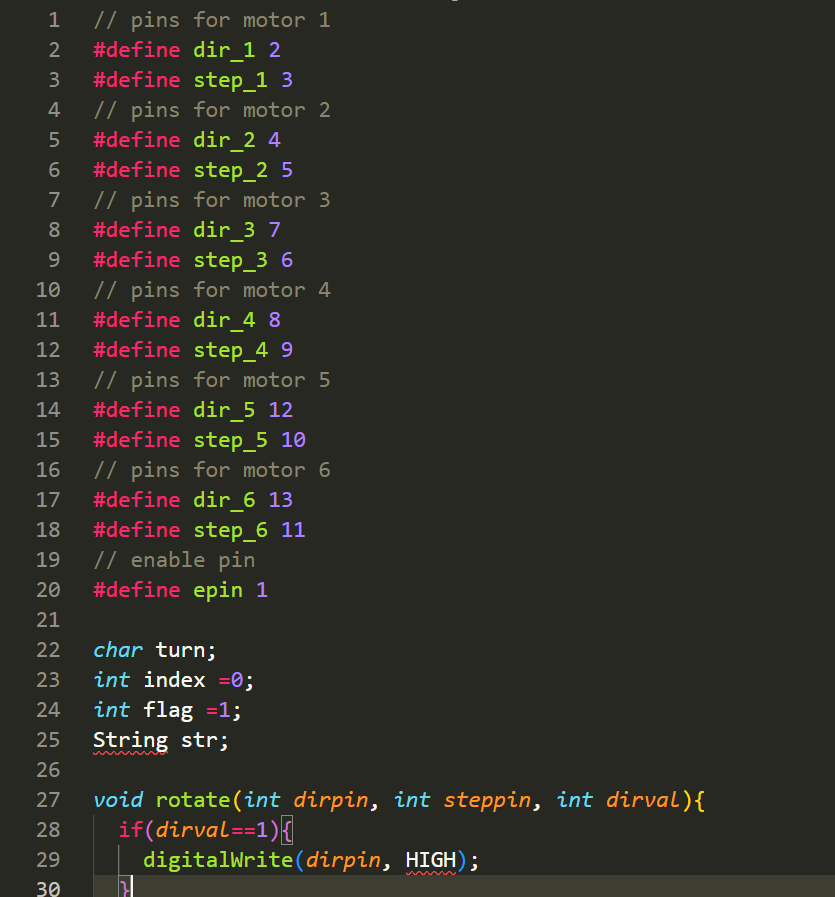 1 // pins for motor 1
2 #define dir_1 2
3 #define step_1 3
4 // pins for motor 2
5 #define dir_2 4
6 #define step_2 5
7 // pins for motor 3
8 #define dir_3 7
9 #define step_3 6
10 // pins for motor 4
11 #define dir_4 8
12 #define step_4 9
13 // pins for motor 5
14 #define dir_5 12
15 #define step_5 10
16 // pins for motor 6
17 #define dir_6 13
18 #define step_6 11
19 // enable pin
20 #define epin 1
21
22 char turn;
23 int index =0;
24 int flag =1;
25 String str;
26
27 void rotate(int dirpin, int steppin, int dirval){
28 if(dirval==1){
29 digitalWrite(dirpin, HIGH);
30 }